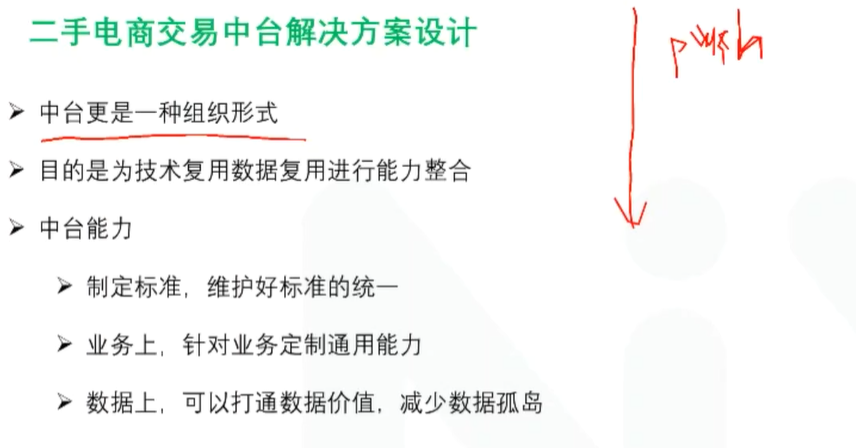 二手电商交易中台解决方案设计
push
➤ 中台更是一种组织形式
➤ 目的是为技术复用数据复用进行能力整合
➤ 中台能力
➤ 制定标准，维护好标准的统一
➤ 业务上，针对业务定制通用能力
➤ 数据上，可以打通数据价值，减少数据孤岛